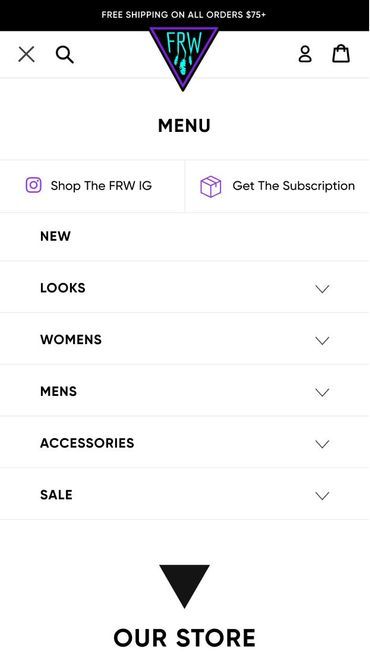 FREE SHIPPING ON ALL ORDERS $75+
FRW
MENU
Shop The FRW IG
Get The Subscription
NEW
LOOKS
WOMENS
MENS
ACCESSORIES
SALE
OUR STORE